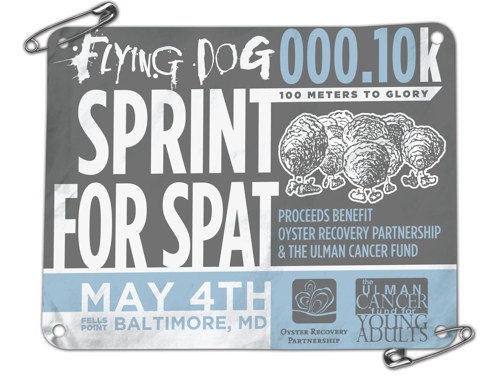 FLYING DOG
000.10k
100 METERS TO GLORY
SPRINT
FOR SPAT
PROCEEDS BENEFIT
OYSTER RECOVERY PARTNERSHIP
& THE ULMAN CANCER FUND
MAY 4TH
FELLS POINT BALTIMORE, MD
OYSTER RECOVERY
PARTNERSHIP
the
ULMAN
CANCER
fund for
YOUNG
ADULTS